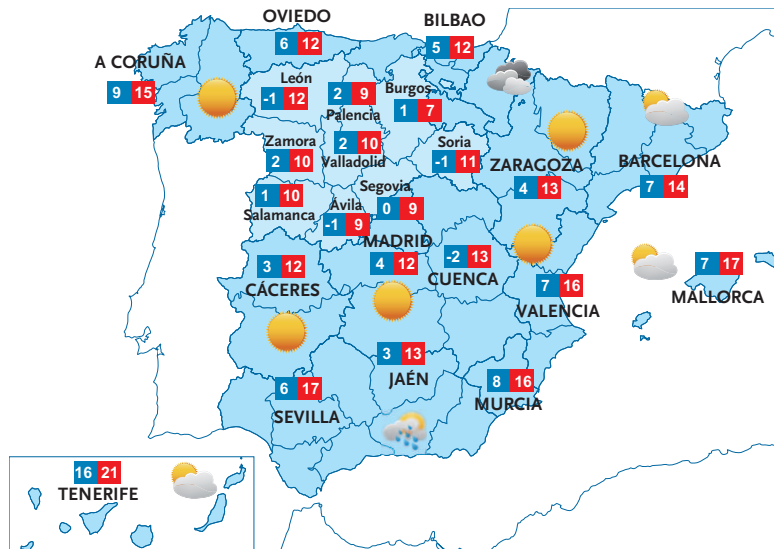 OVIEDO
6 12
BILBAO
5 12
A CORUÑA
9 15
León
-1 12
2 9
Palencia
Burgos
1 7
Zamora
2 10
2 10
Valladolid
Soria
-1 11
ZARAGOZA
4 13
BARCELONA
7 14
1 10
Salamanca
Ávila
-1 9
Segovia
0 9
MADRID
4 12
-2 13
CUENCA
3 12
CÁCERES
7 16
VALENCIA
7 17
MALLORCA
3 13
JAÉN
6 17
SEVILLA
8 16
MURCIA
16 21
TENERIFE